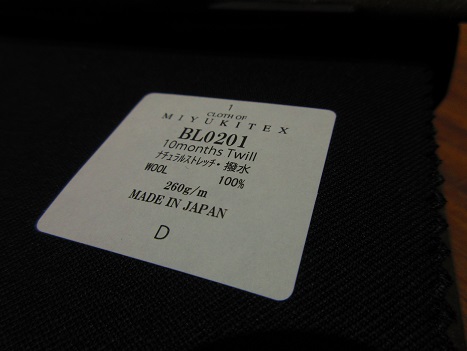 1
CLOTH OF
MIYUKITEX
BL0201
10months Twill
ナチュラルストレッチ・撥水
WOOL 100%
260g/m
MADE IN JAPAN
D